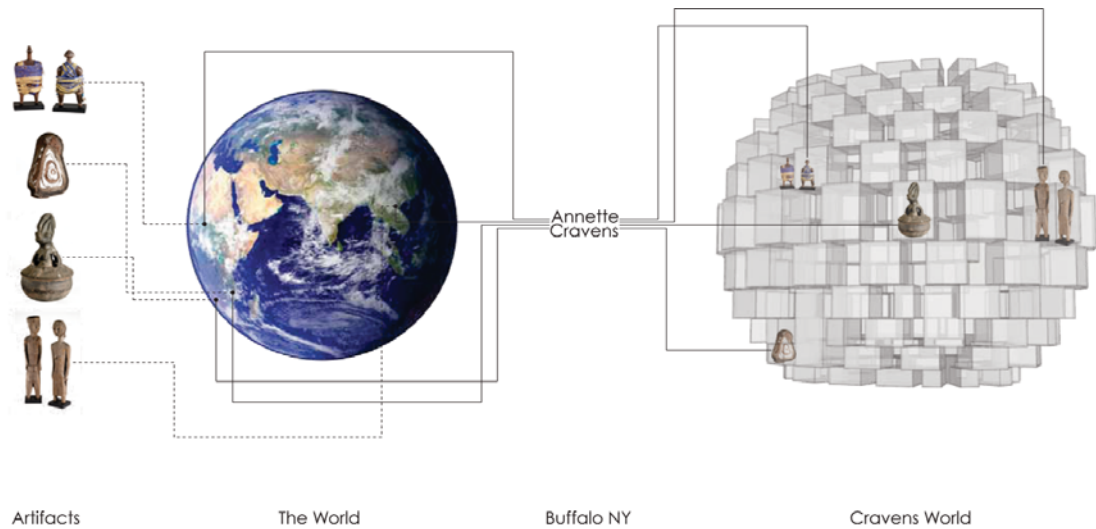 Annette
Cravens
Artifacts
The World
Buffalo NY
Cravens World